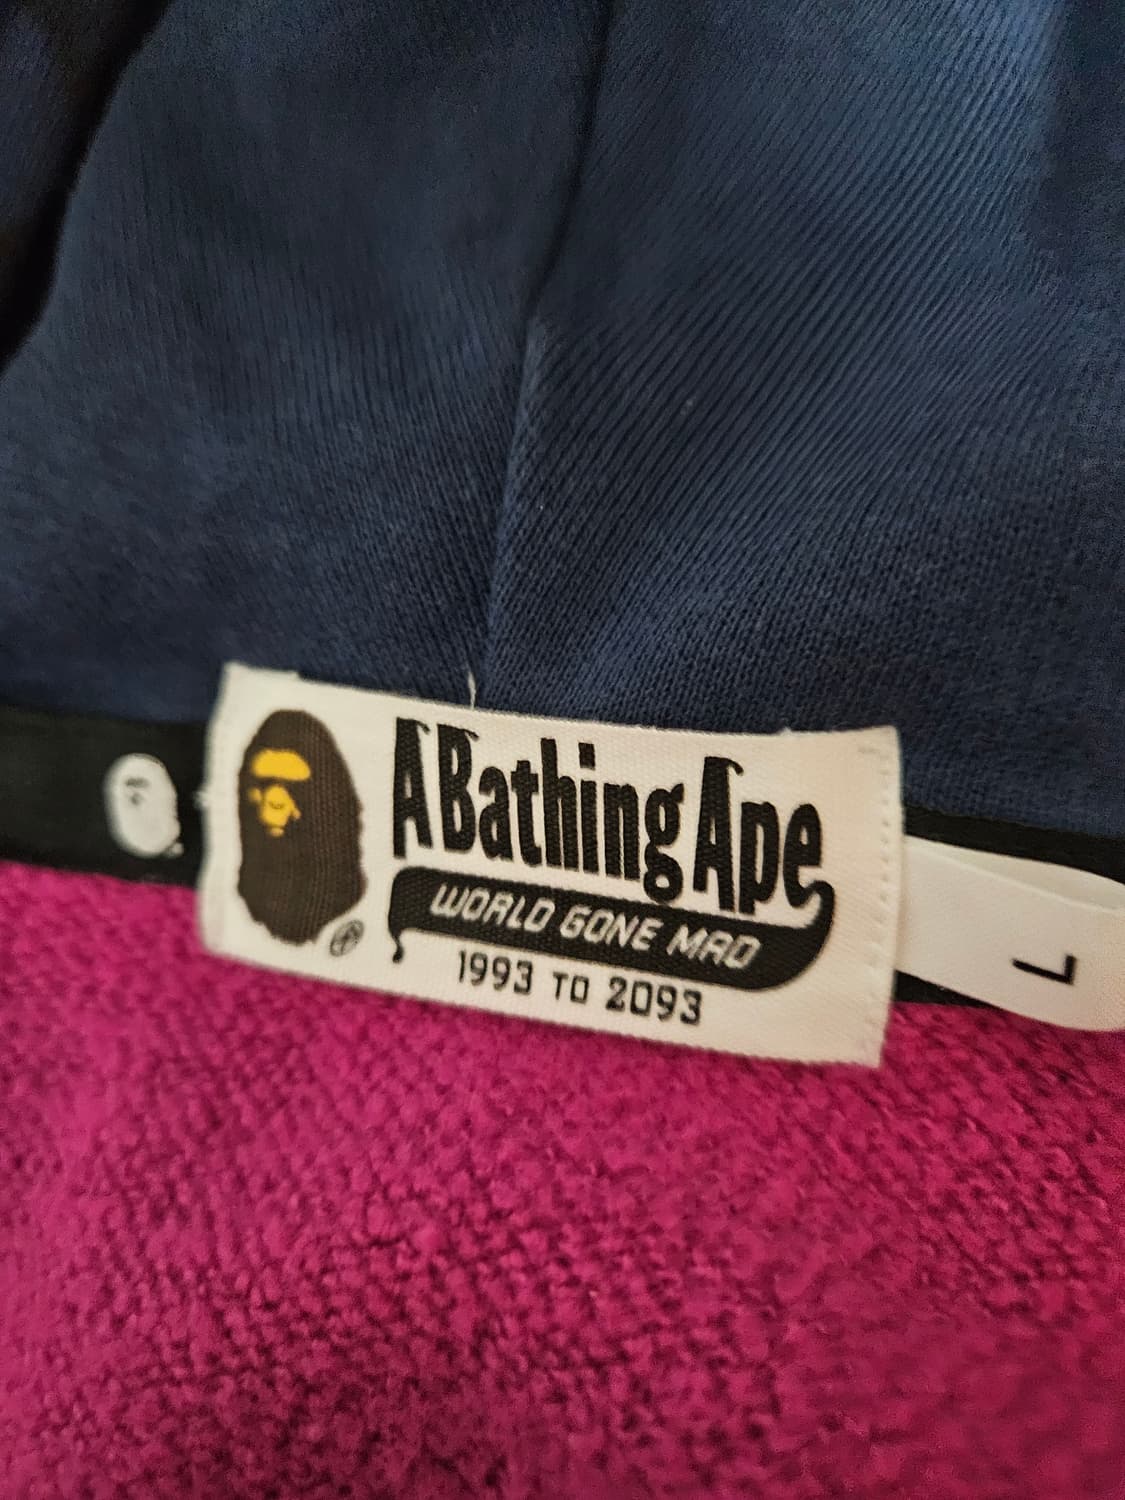 A Bathing Ape
WORLD GONE MAD
1993 TO 2093
L